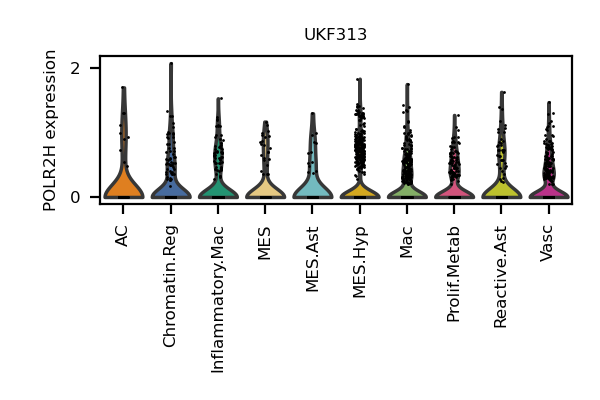 UKF313
POLR2H expression
2
0
AC
Chromatin.Reg
Inflammatory.Mac
MES
MES.Ast
MES.Hyp
Mac
Prolif.Metab
Reactive.Ast
Vasc